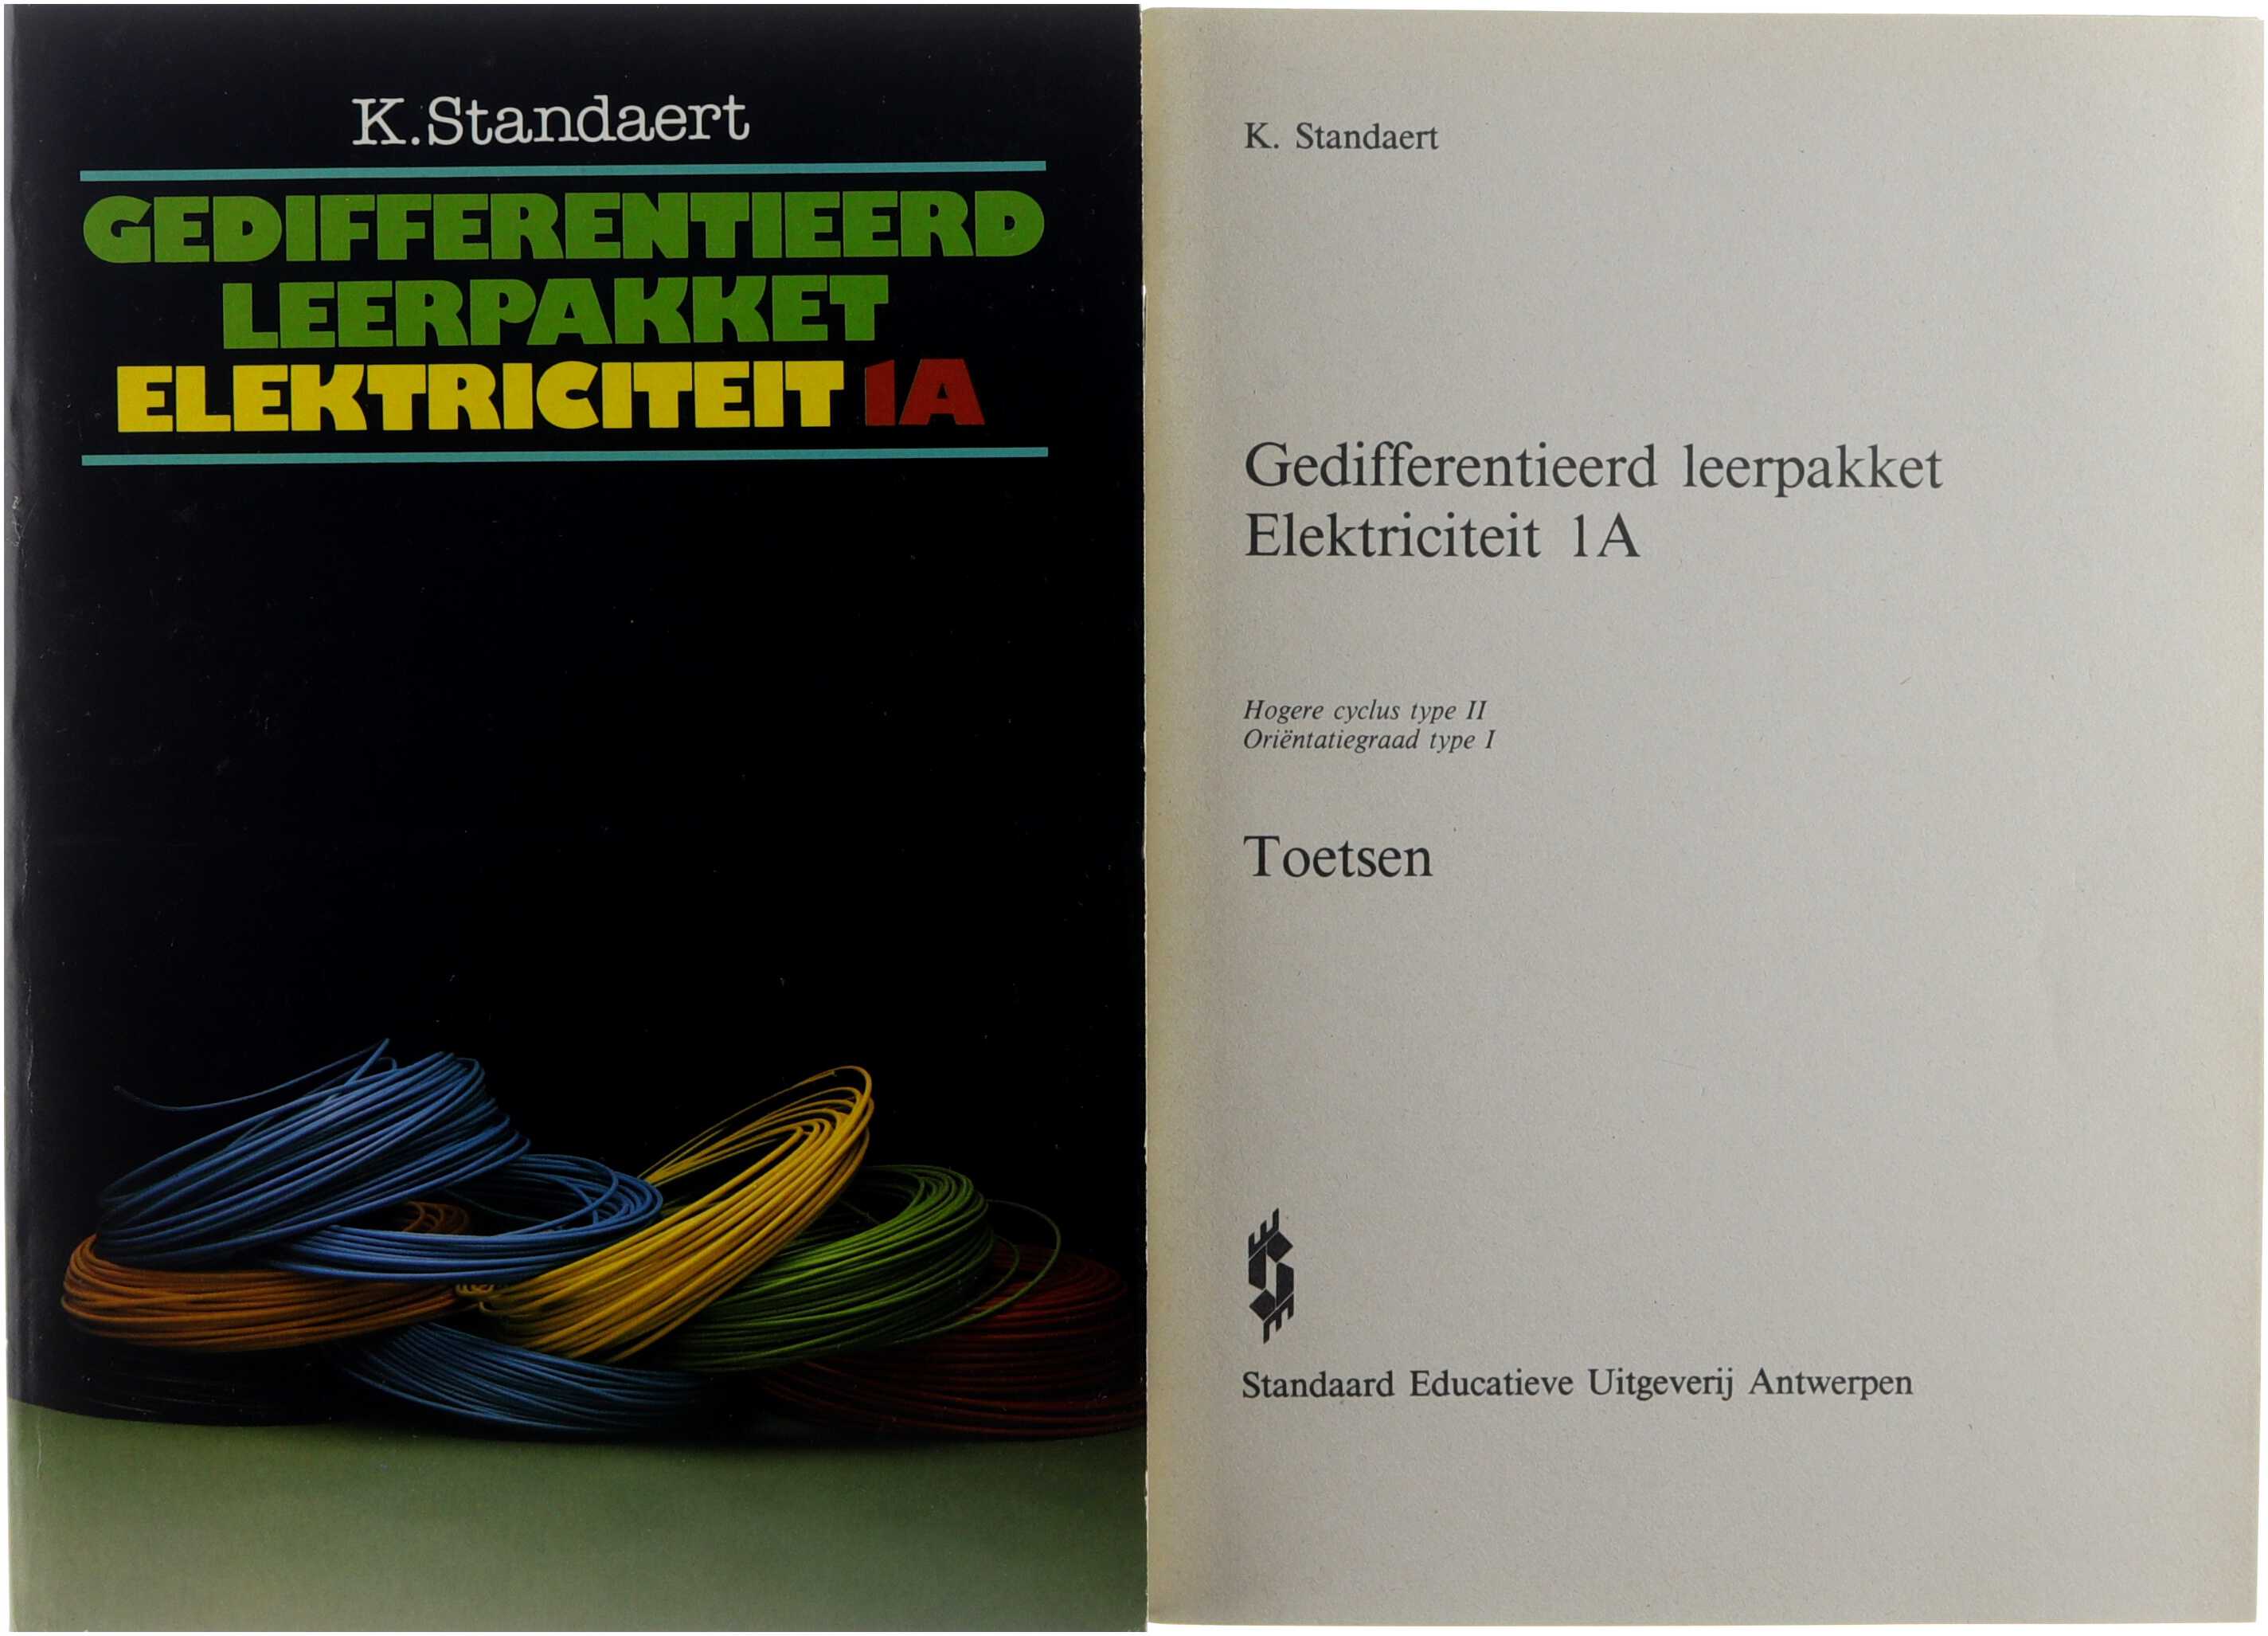 K.Standaert
GEDIFFERENTIEERD
LEERPAKKET
ELEKTRICITEIT 1A
K. Standaert
Gedifferentieerd leerpakket
Elektriciteit 1A
Hogere cyclus type II
Oriëntatiegraad type I
Toetsen
Standaard Educatieve Uitgeverij Antwerpen